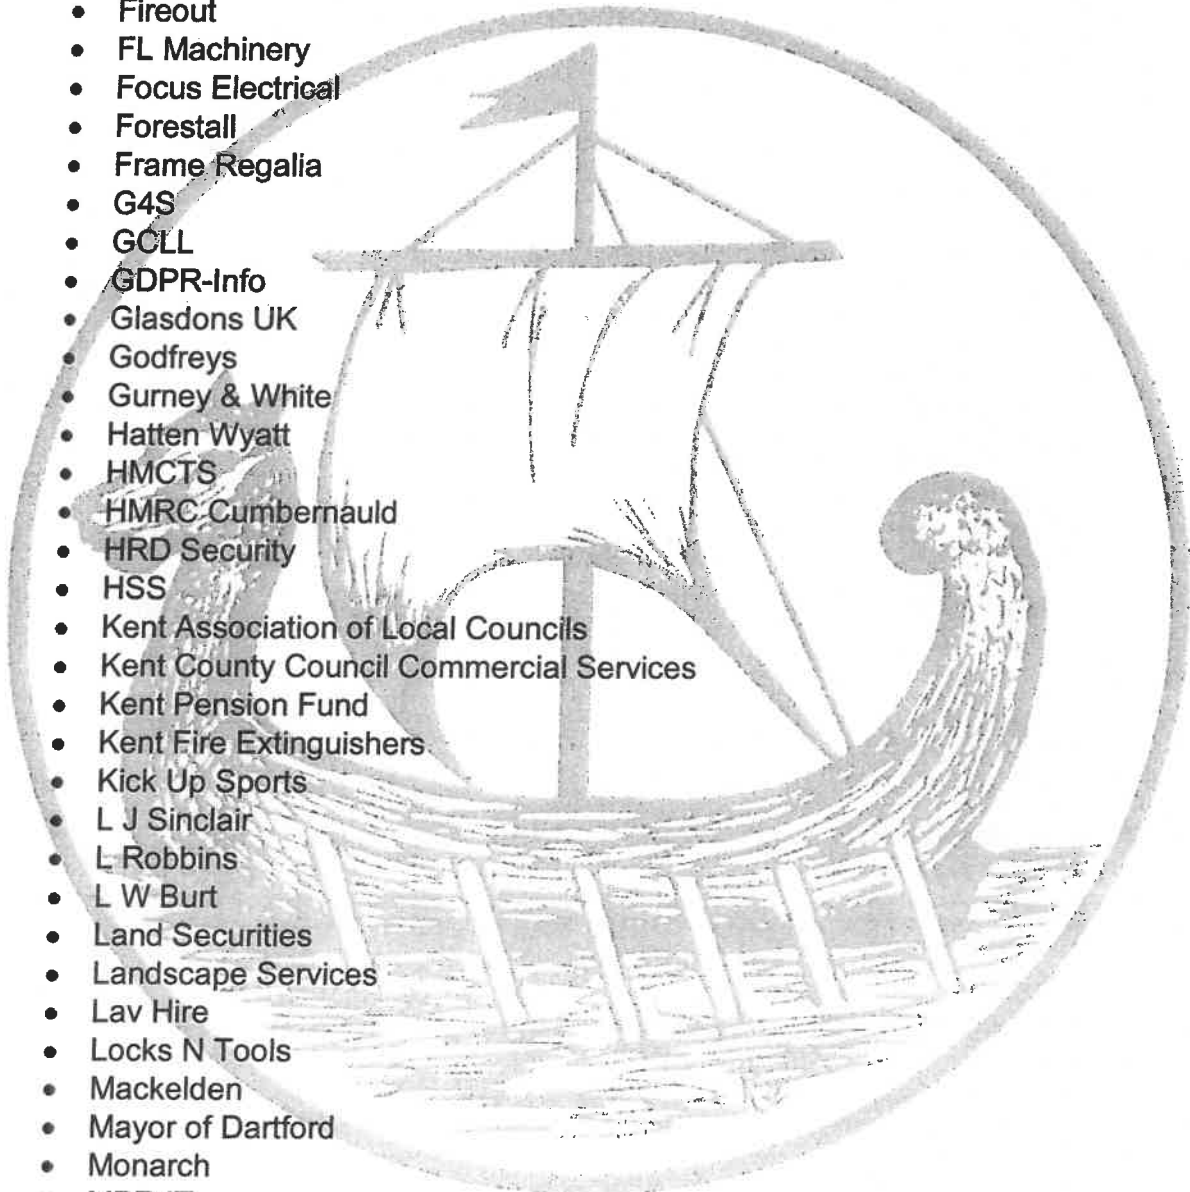 • Fireout
• FL Machinery
• Focus Electrical
• Forestall
• Frame Regalia
• G4S
• GCLL
• GDPR-Info
• Glasdons UK
• Godfreys
• Gurney & White
• Hatten Wyatt
• HMCTS
• HMRC Cumbernauld
• HRD Security
• HSS
• Kent Association of Local Councils
• Kent County Council Commercial Services
• Kent Pension Fund
• Kent Fire Extinguishers
• Kick Up Sports
• L J Sinclair
• L Robbins
• L W Burt
• Land Securities
• Landscape Services
• Lav Hire
• Locks N Tools
• Mackelden
• Mayor of Dartford
• Monarch